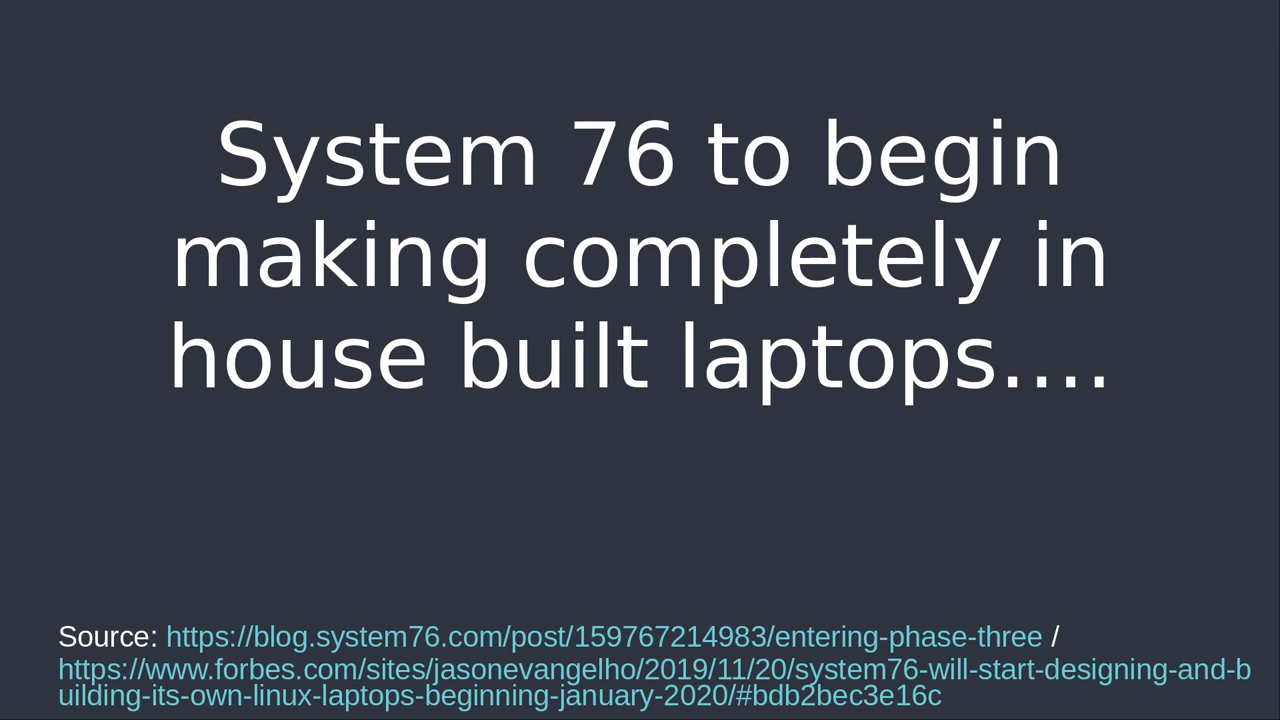 System 76 to begin
making completely in
house built laptops....
Source: https://blog.system76.com/post/159767214983/entering-phase-three /
https://www.forbes.com/sites/jasonevangelho/2019/11/20/system76-will-start-designing-and-b
uilding-its-own-linux-laptops-beginning-january-2020/#bdb2bec3e16c